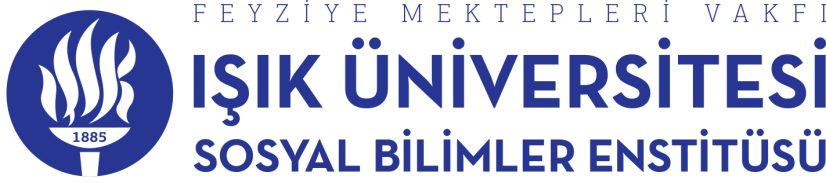 FEYZİYE MEKTEPLERİ VAKFI
IŞIK ÜNİVERSİTESİ
SOSYAL BİLİMLER ENSTİTÜSÜ
1885